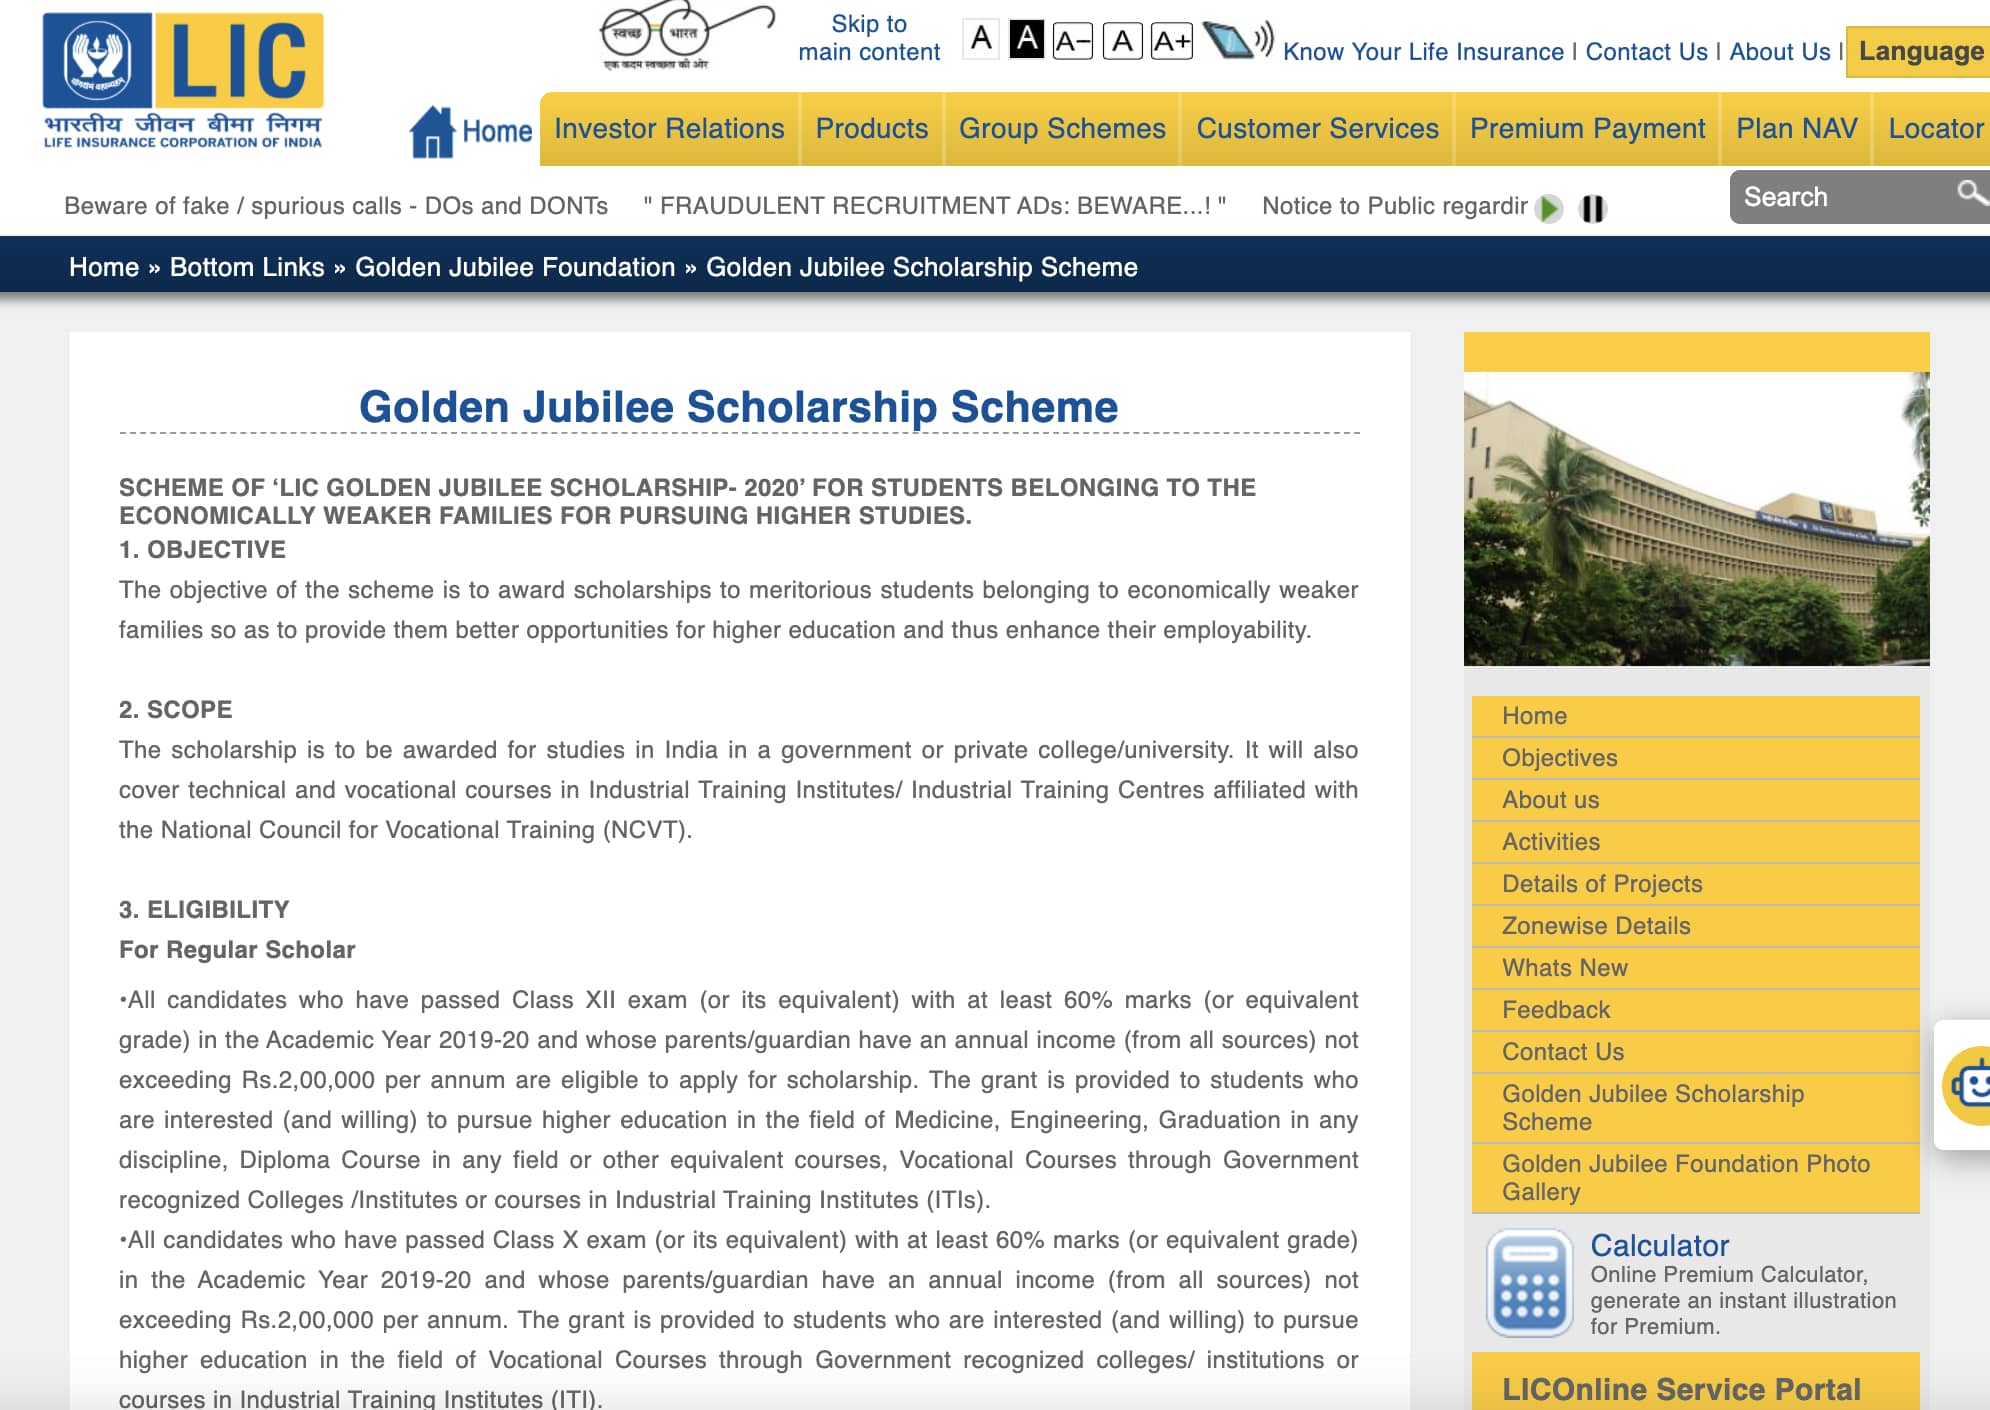 LIC
भारतीय जीवन बीमा निगम
LIFE INSURANCE CORPORATION OF INDIA
स्वच्छ भारत
एक कदम स्वच्छता की ओर
Skip to
main content
A A A- A A+
Know Your Life Insurance | Contact Us | About Us |
Language
Home
Investor Relations
Products
Group Schemes
Customer Services
Premium Payment
Plan NAV
Locator
Beware of fake / spurious calls - DOs and DONTs
" FRAUDULENT RECRUITMENT ADs: BEWARE...! "
Notice to Public regardir
Search
Home » Bottom Links » Golden Jubilee Foundation » Golden Jubilee Scholarship Scheme
Golden Jubilee Scholarship Scheme
SCHEME OF ‘LIC GOLDEN JUBILEE SCHOLARSHIP- 2020’ FOR STUDENTS BELONGING TO THE
ECONOMICALLY WEAKER FAMILIES FOR PURSUING HIGHER STUDIES.
1. OBJECTIVE
The objective of the scheme is to award scholarships to meritorious students belonging to economically weaker
families so as to provide them better opportunities for higher education and thus enhance their employability.
2. SCOPE
The scholarship is to be awarded for studies in India in a government or private college/university. It will also
cover technical and vocational courses in Industrial Training Institutes/ Industrial Training Centres affiliated with
the National Council for Vocational Training (NCVT).
3. ELIGIBILITY
For Regular Scholar
•All candidates who have passed Class XII exam (or its equivalent) with at least 60% marks (or equivalent
grade) in the Academic Year 2019-20 and whose parents/guardian have an annual income (from all sources) not
exceeding Rs.2,00,000 per annum are eligible to apply for scholarship. The grant is provided to students who
are interested (and willing) to pursue higher education in the field of Medicine, Engineering, Graduation in any
discipline, Diploma Course in any field or other equivalent courses, Vocational Courses through Government
recognized Colleges /Institutes or courses in Industrial Training Institutes (ITIs).
•All candidates who have passed Class X exam (or its equivalent) with at least 60% marks (or equivalent grade)
in the Academic Year 2019-20 and whose parents/guardian have an annual income (from all sources) not
exceeding Rs.2,00,000 per annum. The grant is provided to students who are interested (and willing) to pursue
higher education in the field of Vocational Courses through Government recognized colleges/ institutions or
courses in Industrial Training Institutes (ITI).
LIC
Home
Objectives
About us
Activities
Details of Projects
Zonewise Details
Whats New
Feedback
Contact Us
Golden Jubilee Scholarship
Scheme
Golden Jubilee Foundation Photo
Gallery
Calculator
Online Premium Calculator,
generate an instant illustration
for Premium.
LICOnline Service Portal